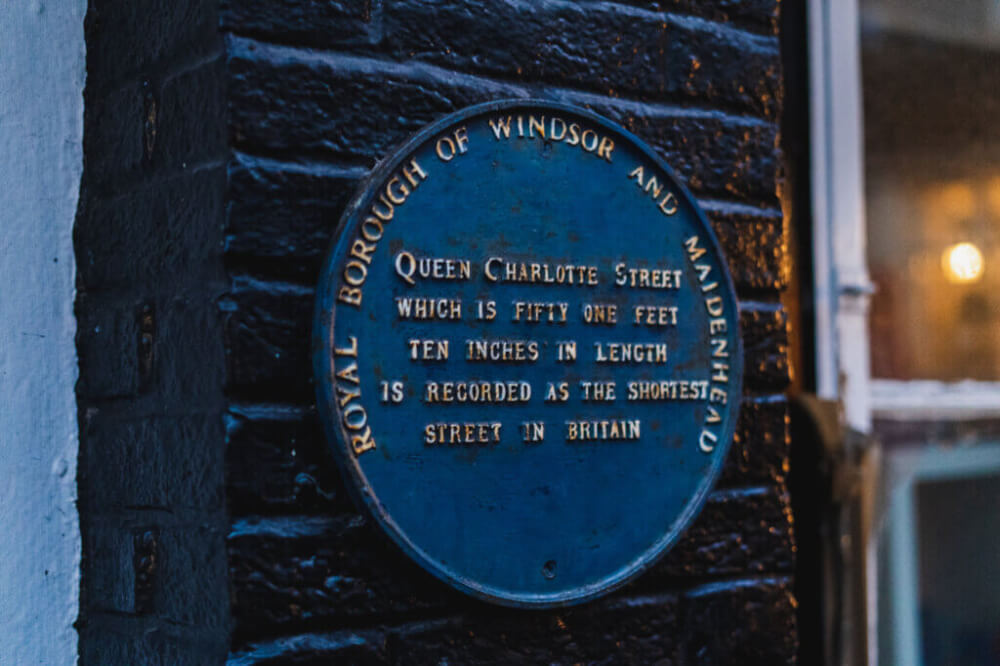 ROYAL BOROUGH OF WINDSOR AND MAIDENHEAD
QUEEN CHARLOTTE STREET
WHICH IS FIFTY ONE FEET
TEN INCHES IN LENGTH
IS RECORDED AS THE SHORTEST
STREET IN BRITAIN